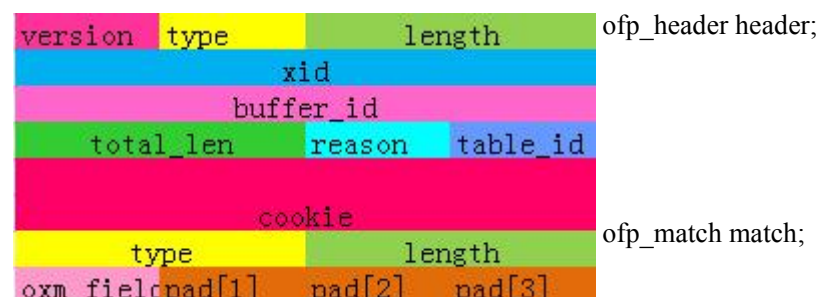 version type length ofp_header header;
xid
buffer_id
total_len reason table_id
cookie
type length ofp_match match;
pad[1] pad[2] pad[3]